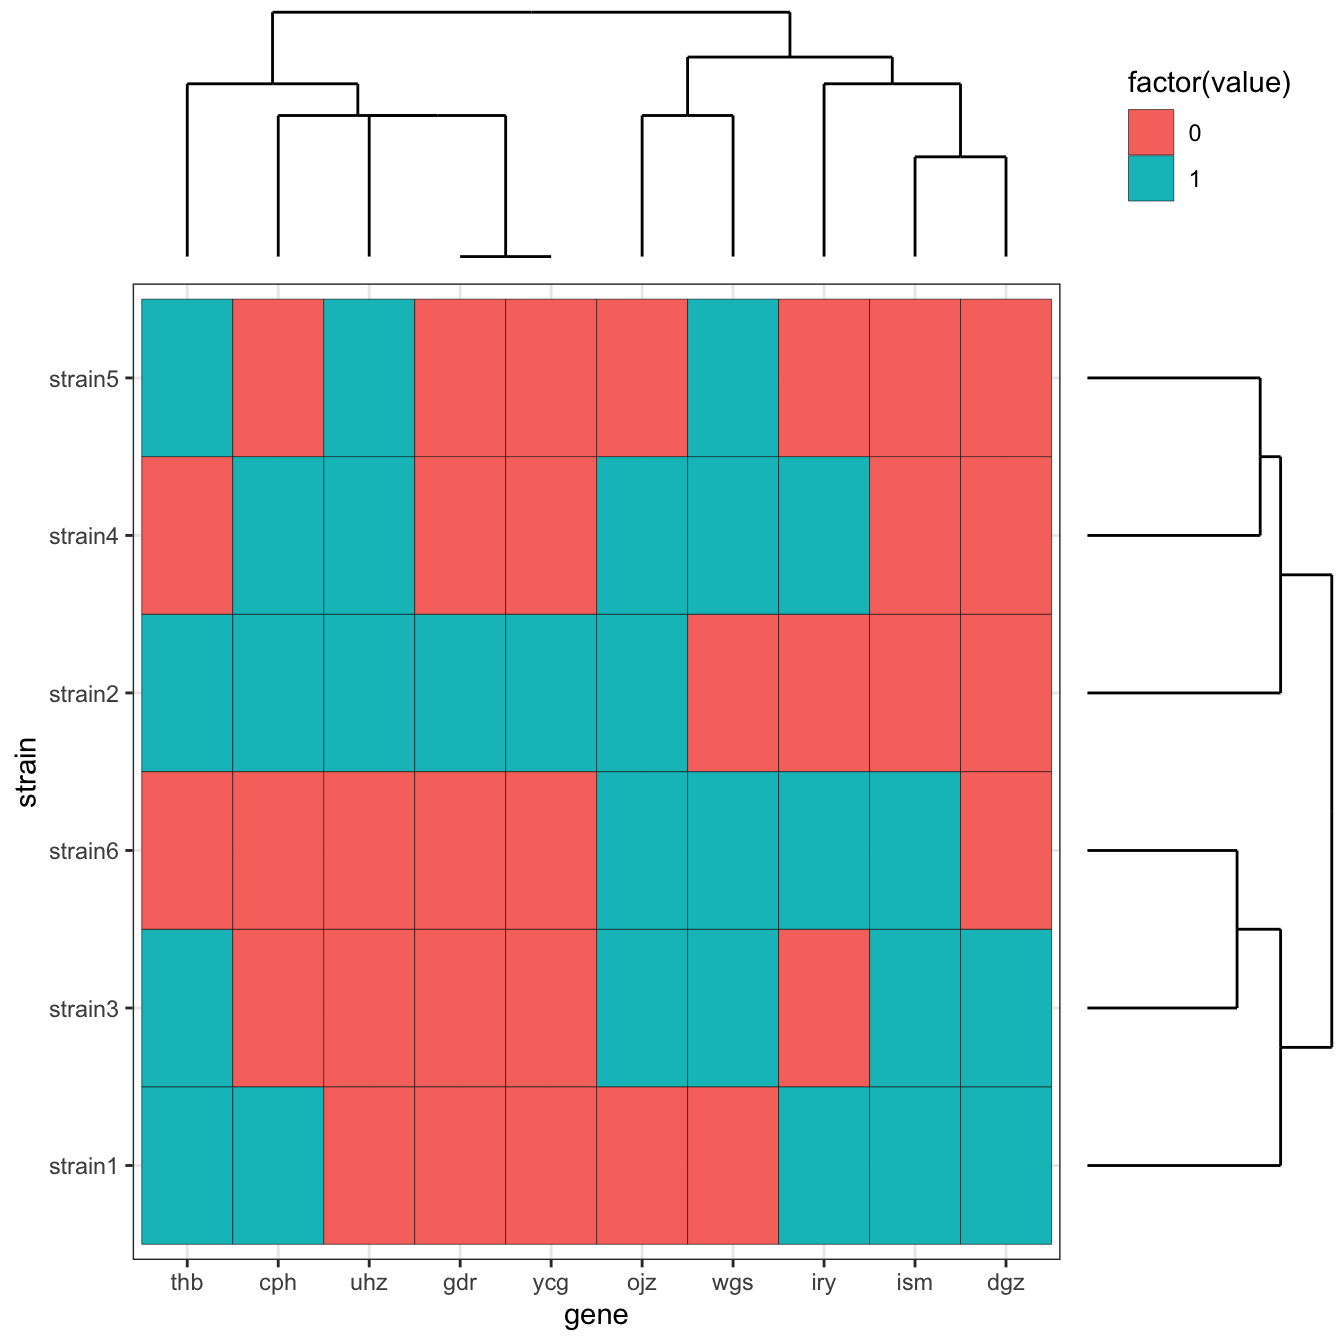 factor(value)
0
1
strain5
strain4
strain2
strain6
strain3
strain1
strain
thb cph uhz gdr ycg ojz wgs iry ism dgz
gene